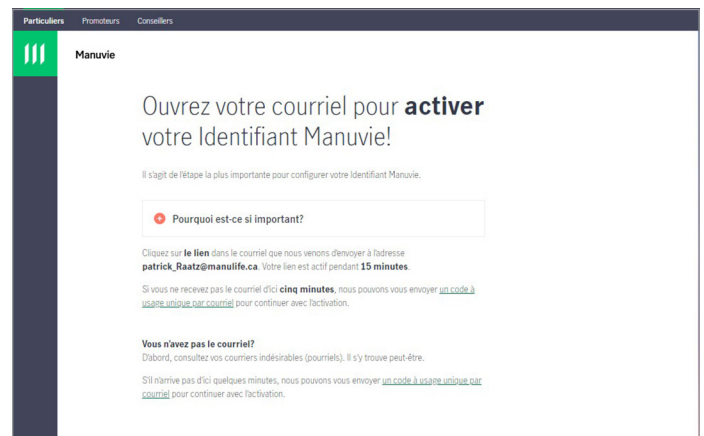 Particuliers Promoteurs Conseillers
Manuvie
Ouvrez votre courriel pour activer
votre Identifiant Manuvie!
Il s'agit de l'étape la plus importante pour configurer votre Identifiant Manuvie.
Pourquoi est-ce si important?
Cliquez sur le lien dans le courriel que nous venons d'envoyer à l'adresse
patrick_Raatz@manulife.ca. Votre lien est actif pendant 15 minutes.
Si vous ne recevez pas le courriel d'ici cinq minutes, nous pouvons vous envoyer un code à
usage unique par courriel pour continuer avec l'activation.
Vous n'avez pas le courriel?
D'abord, consultez vos courriers indésirables (pourriels). Il s'y trouve peut-être.
S'il n'arrive pas d'ici quelques minutes, nous pouvons vous envoyer un code à usage unique par
courriel pour continuer avec l'activation.